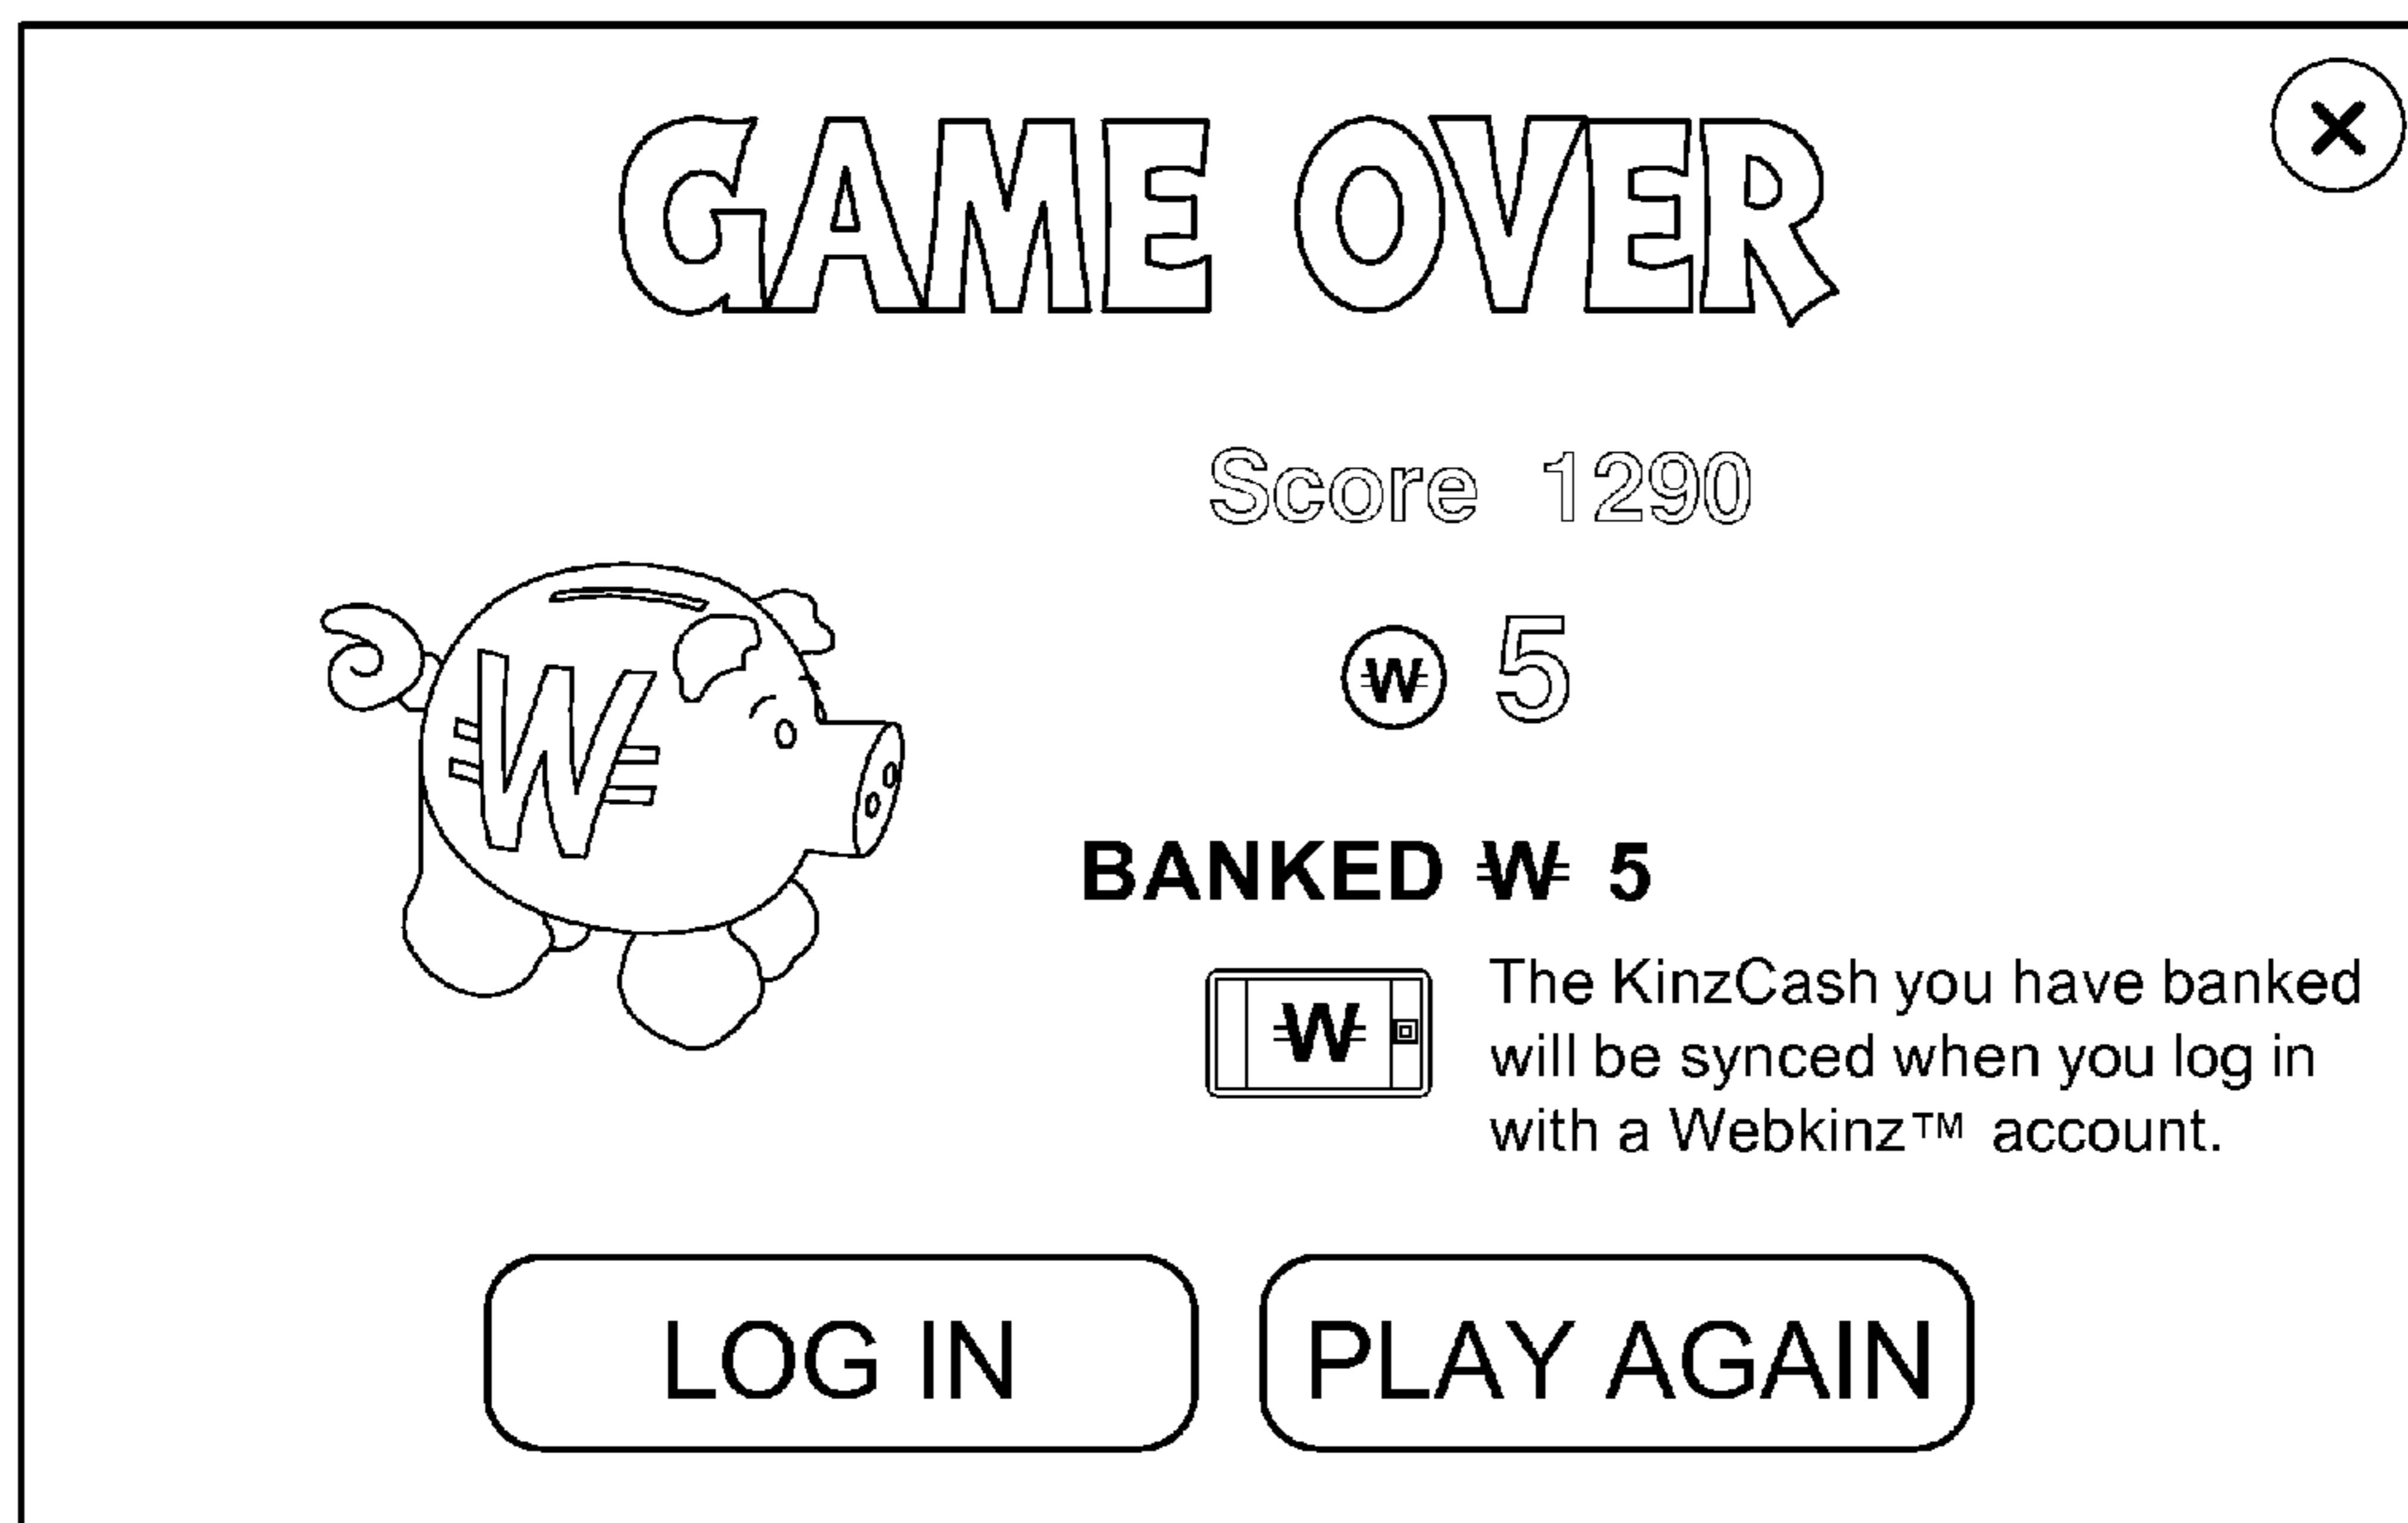 GAME OVER
Score 1290
₩
₩ 5
BANKED ₩ 5
₩
The KinzCash you have banked
will be synced when you log in
with a Webkinz™ account.
LOG IN
PLAY AGAIN